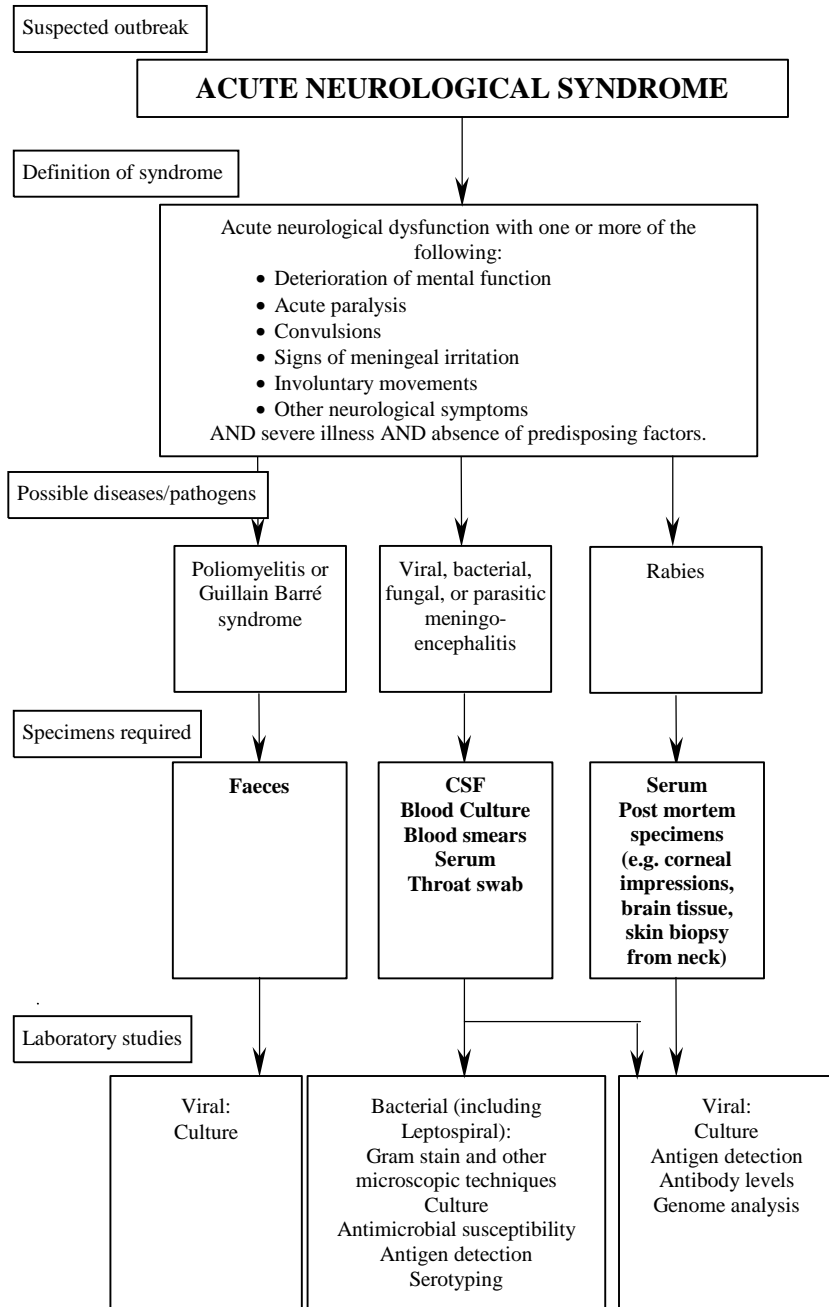 Suspected outbreak
ACUTE NEUROLOGICAL SYNDROME
Definition of syndrome
Acute neurological dysfunction with one or more of the
following:
• Deterioration of mental function
• Acute paralysis
• Convulsions
• Signs of meningeal irritation
• Involuntary movements
• Other neurological symptoms
AND severe illness AND absence of predisposing factors.
Possible diseases/pathogens
Poliomyelitis or
Guillain Barré
syndrome
Viral, bacterial,
fungal, or parasitic
meningo-
encephalitis
Rabies
Specimens required
Faeces
CSF
Blood Culture
Blood smears
Serum
Throat swab
Serum
Post mortem
specimens
(e.g. corneal
impressions,
brain tissue,
skin biopsy
from neck)
Laboratory studies
Viral:
Culture
Bacterial (including
Leptospiral):
Gram stain and other
microscopic techniques
Culture
Antimicrobial susceptibility
Antigen detection
Serotyping
Viral:
Culture
Antigen detection
Antibody levels
Genome analysis